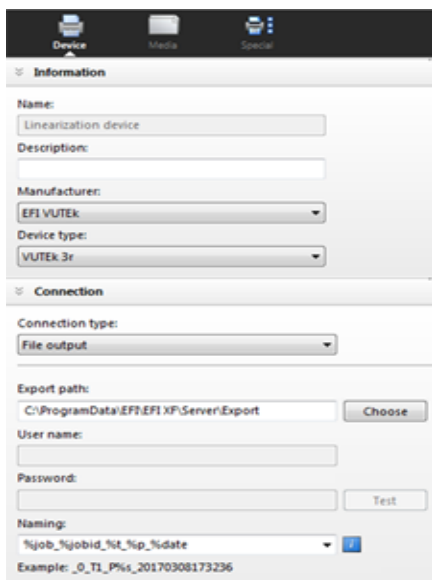 Device Media Special
Information
Name:
Linearization device
Description:
Manufacturer:
EFI VUTEk
Device type:
VUTEk 3r
Connection
Connection type:
File output
Export path:
C:\ProgramData\EFI\EFI XF\Server\Export Choose
User name:
Password:
Test
Naming:
%job_%jobid_%t_%p_%date
Example: _0_T1_P%s_20170308173236